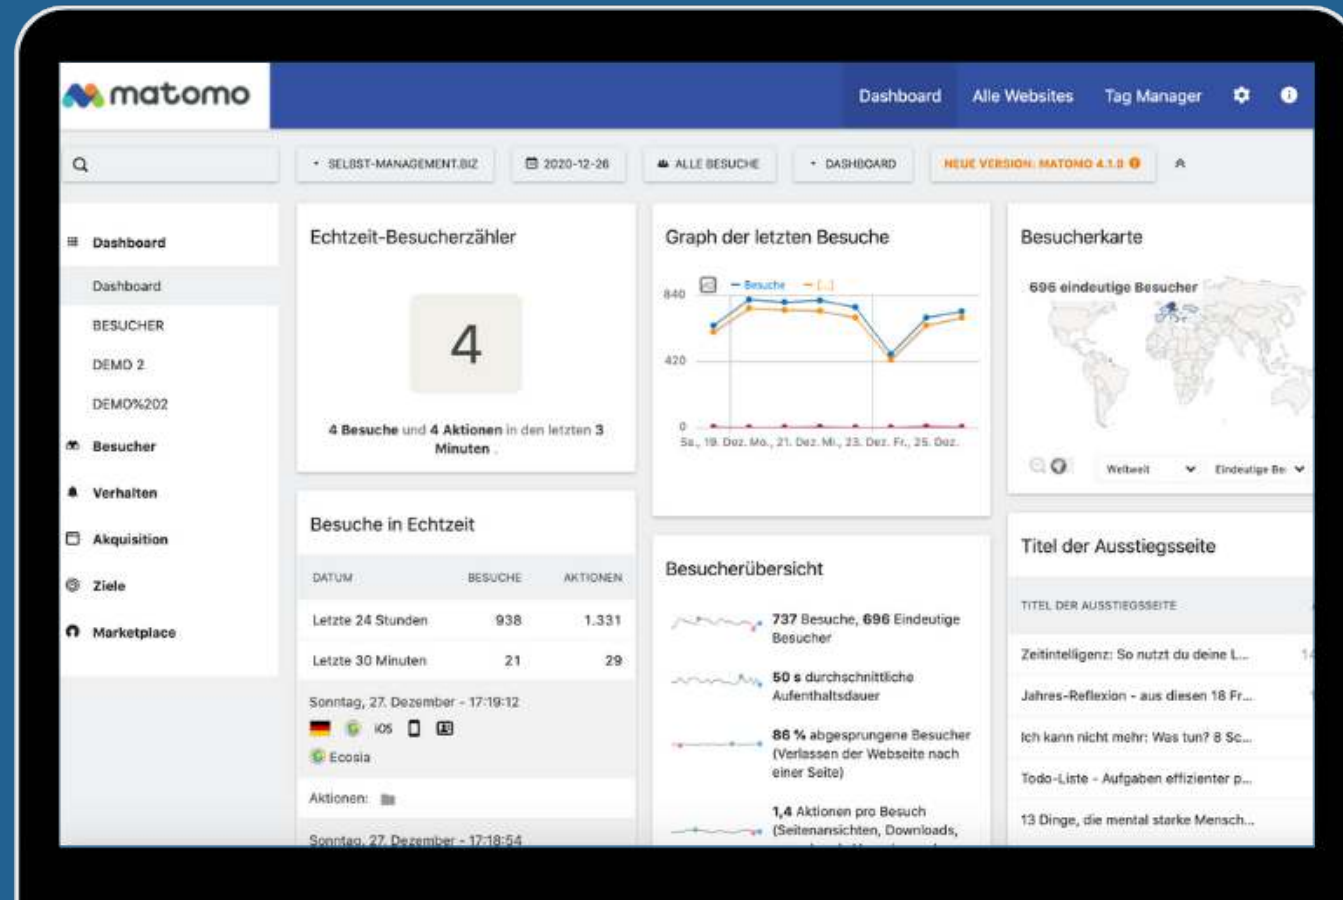 matomo
Dashboard
Alle Websites
Tag Manager
SELBST-MANAGEMENT.BIZ
2020-12-26
ALLE BESUCHE
DASHBOARD
NEUE VERSION: MATOMO 4.1.0
Dashboard
Dashboard
BESUCHER
DEMO 2
DEMO%202
Besucher
Verhalten
Akquisition
Ziele
Marketplace
Echtzeit-Besucherzähler
4
4 Besuche und 4 Aktionen in den letzten 3
Minuten .
Besuche in Echtzeit
DATUM BESUCHE AKTIONEN
Letzte 24 Stunden 938 1.331
Letzte 30 Minuten 21 29
Sonntag, 27. Dezember - 17:19:12
iOS
Ecosia
Aktionen:
Sonntag, 27. Dezember - 17:18:54
Graph der letzten Besuche
Besuche [...]
840
420
0
Sa., 19. Dez. Mo., 21. Dez. Mi., 23. Dez. Fr., 25. Dez.
Besucherübersicht
737 Besuche, 696 Eindeutige
Besucher
50 s durchschnittliche
Aufenthaltsdauer
86 % abgesprungene Besucher
(Verlassen der Webseite nach
einer Seite)
1,4 Aktionen pro Besuch
(Seitenansichten, Downloads,
Besucherkarte
696 eindeutige Besucher
Weltweit
Eindeutige Be
Titel der Ausstiegsseite
TITEL DER AUSSTIEGSSEITE
Zeitintelligenz: So nutzt du deine L...
Jahres-Reflexion - aus diesen 18 Fr...
Ich kann nicht mehr: Was tun? 8 Sc...
Todo-Liste - Aufgaben effizienter p...
13 Dinge, die mental starke Mensch...